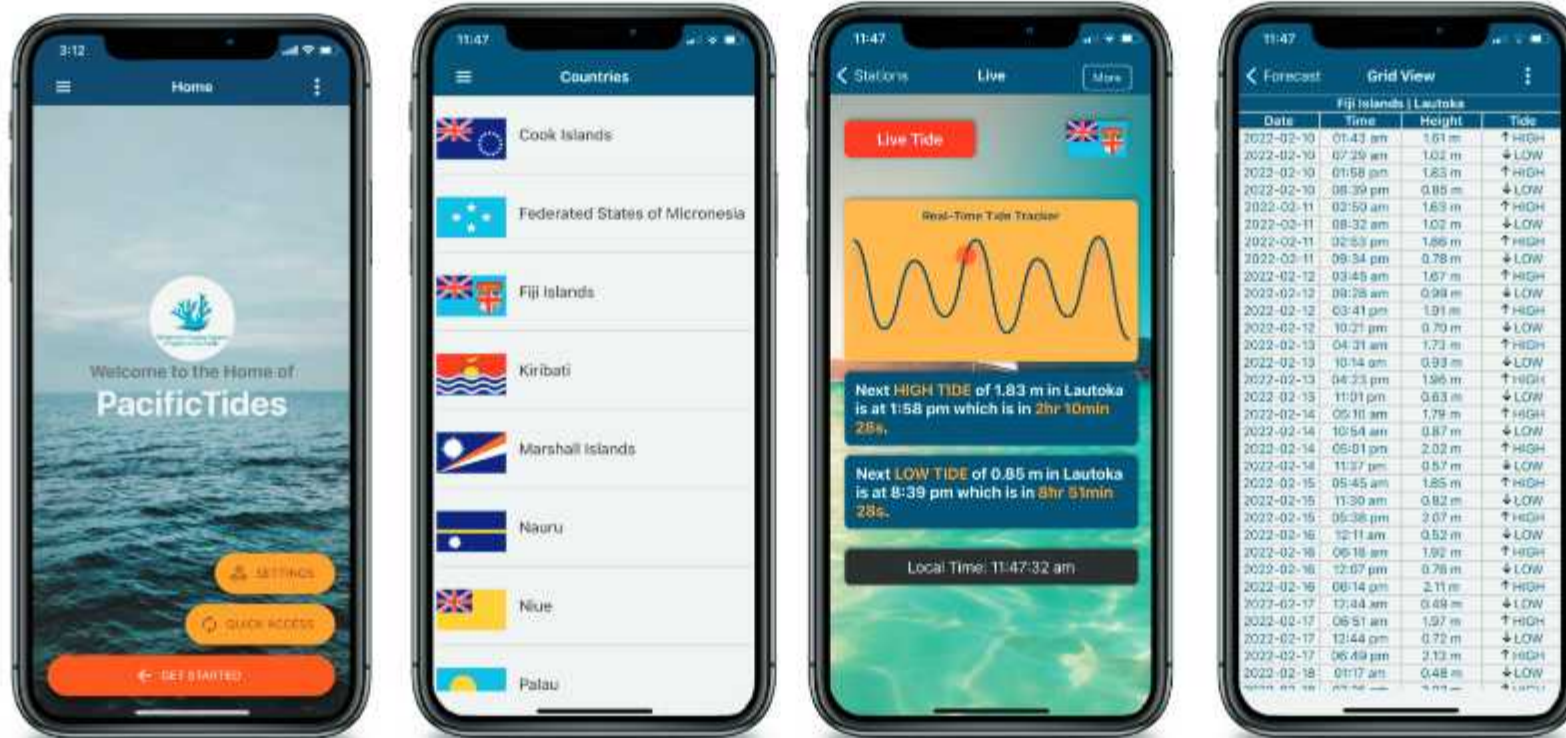 3:12
Home
Welcome to the Home of
PacificTides
SETTINGS
QUICK ACCESS
GET STARTED
11:47
Countries
Cook Islands
Federated States of Micronesia
Fiji Islands
Kiribati
Marshall Islands
Nauru
Niue
Palau
11:47
Stations Live More
Live Tide
Real-Time Tide Tracker
Next HIGH TIDE of 1.83 m in Lautoka
is at 1:58 pm which is in 2hr 10min
28s.
Next LOW TIDE of 0.85 m in Lautoka
is at 8:39 pm which is in 8hr 51min
28s.
Local Time: 11:47:32 am
11:47
Forecast Grid View
Fiji Islands | Lautoka
Date Time Height Tide
2022-02-10 01:43 am 1.61 m HIGH
2022-02-10 07:29 am 1.02 m LOW
2022-02-10 01:58 pm 1.83 m HIGH
2022-02-10 08:39 pm 0.85 m LOW
2022-02-11 02:50 am 1.63 m HIGH
2022-02-11 08:32 am 1.02 m LOW
2022-02-11 02:53 pm 1.86 m HIGH
2022-02-11 09:34 pm 0.78 m LOW
2022-02-12 03:45 am 1.67 m HIGH
2022-02-12 09:28 am 0.99 m LOW
2022-02-12 03:41 pm 1.91 m HIGH
2022-02-12 10:21 pm 0.70 m LOW
2022-02-13 04:31 am 1.73 m HIGH
2022-02-13 10:14 am 0.93 m LOW
2022-02-13 04:23 pm 1.96 m HIGH
2022-02-13 11:01 pm 0.63 m LOW
2022-02-14 05:10 am 1.79 m HIGH
2022-02-14 10:54 am 0.87 m LOW
2022-02-14 05:01 pm 2.02 m HIGH
2022-02-14 11:37 pm 0.57 m LOW
2022-02-15 05:45 am 1.85 m HIGH
2022-02-15 11:30 am 0.82 m LOW
2022-02-15 05:38 pm 2.07 m HIGH
2022-02-16 12:11 am 0.52 m LOW
2022-02-16 06:18 am 1.92 m HIGH
2022-02-16 12:07 pm 0.76 m LOW
2022-02-16 06:14 pm 2.11 m HIGH
2022-02-17 12:44 am 0.49 m LOW
2022-02-17 06:51 am 1.97 m HIGH
2022-02-17 12:44 pm 0.72 m LOW
2022-02-17 06:49 pm 2.13 m HIGH
2022-02-18 01:17 am 0.48 m LOW